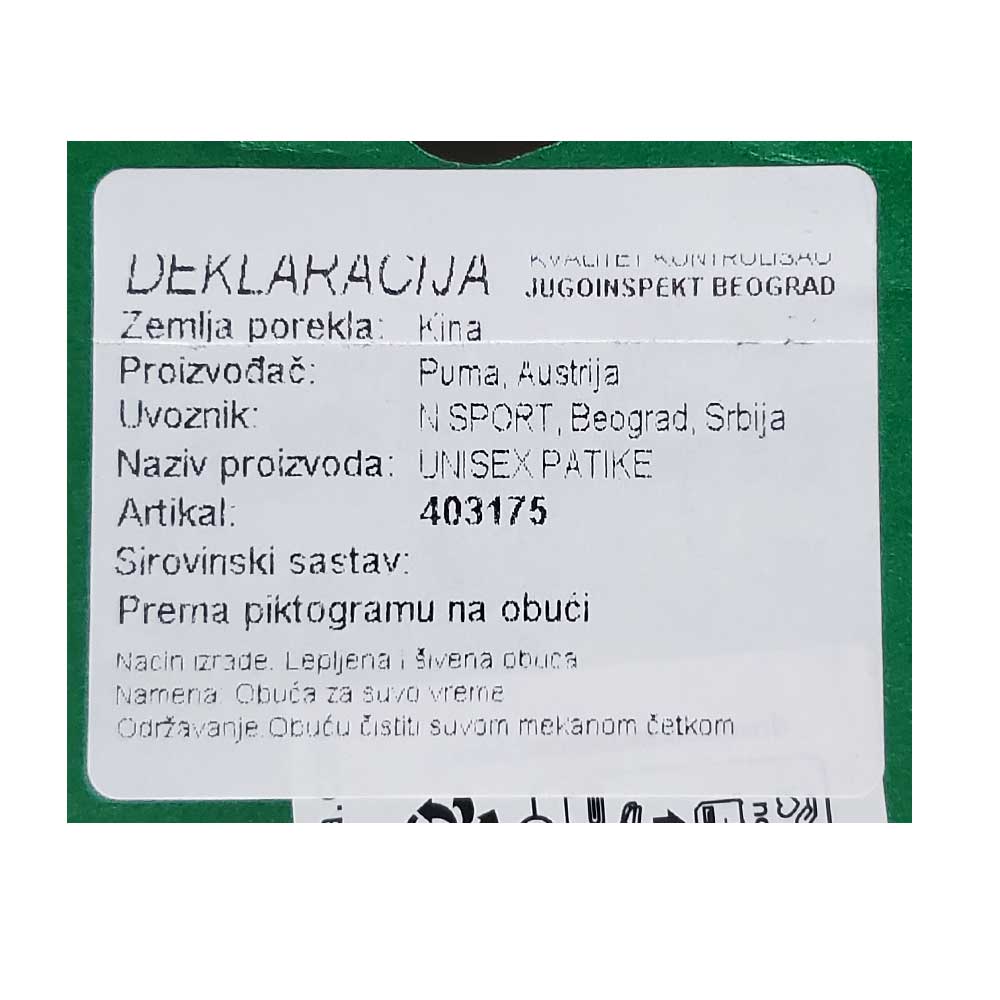 DEKLARACIJA
KVALITET KONTROLISAO
JUGOINSPEKT BEOGRAD
Zemlja porekla: Kina
Proizvođač: Puma, Austrija
Uvoznik: N SPORT, Beograd, Srbija
Naziv proizvoda: UNISEX PATIKE
Artikal: 403175
Sirovinski sastav:
Prema piktogramu na obući
Nacin izrade. Lepljena i šivena obuca
Namena. Obuća za suvo vreme
Održavanje.Obuću čistiti suvom mekanom četkom